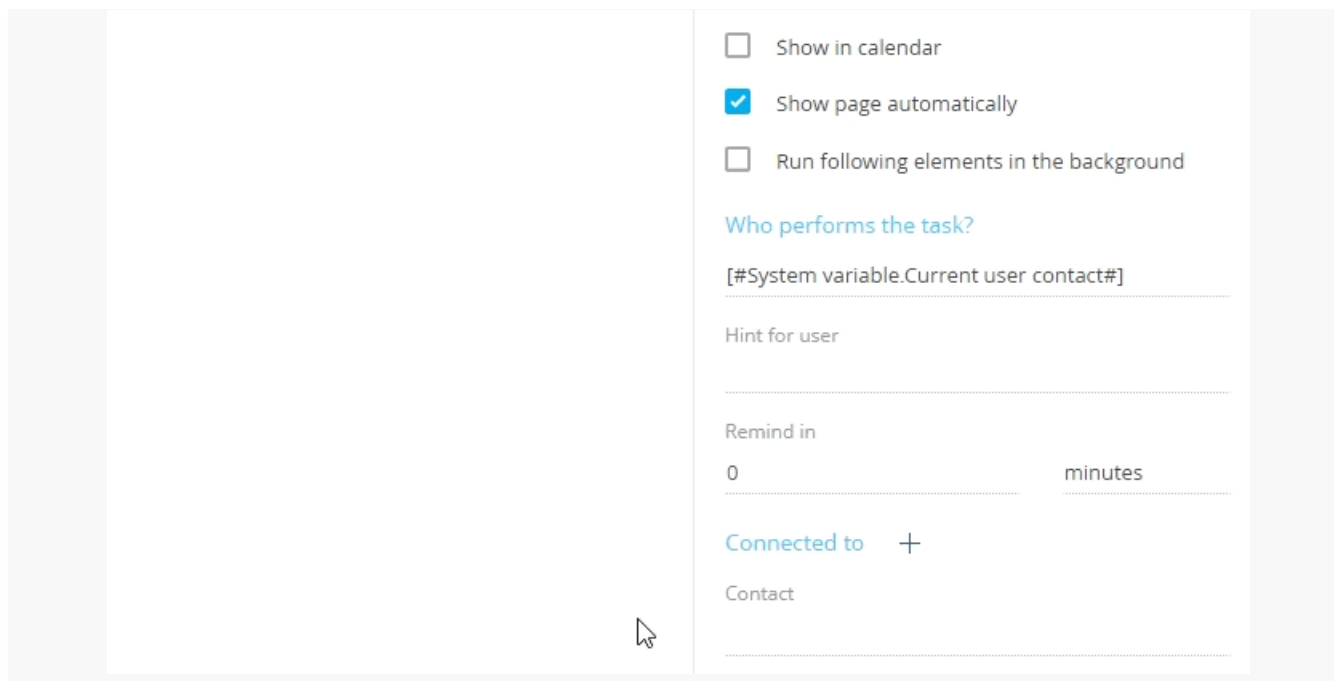 Show in calendar
Show page automatically
Run following elements in the background
Who performs the task?
[#System variable.Current user contact#]
Hint for user
Remind in
0 minutes
Connected to +
Contact